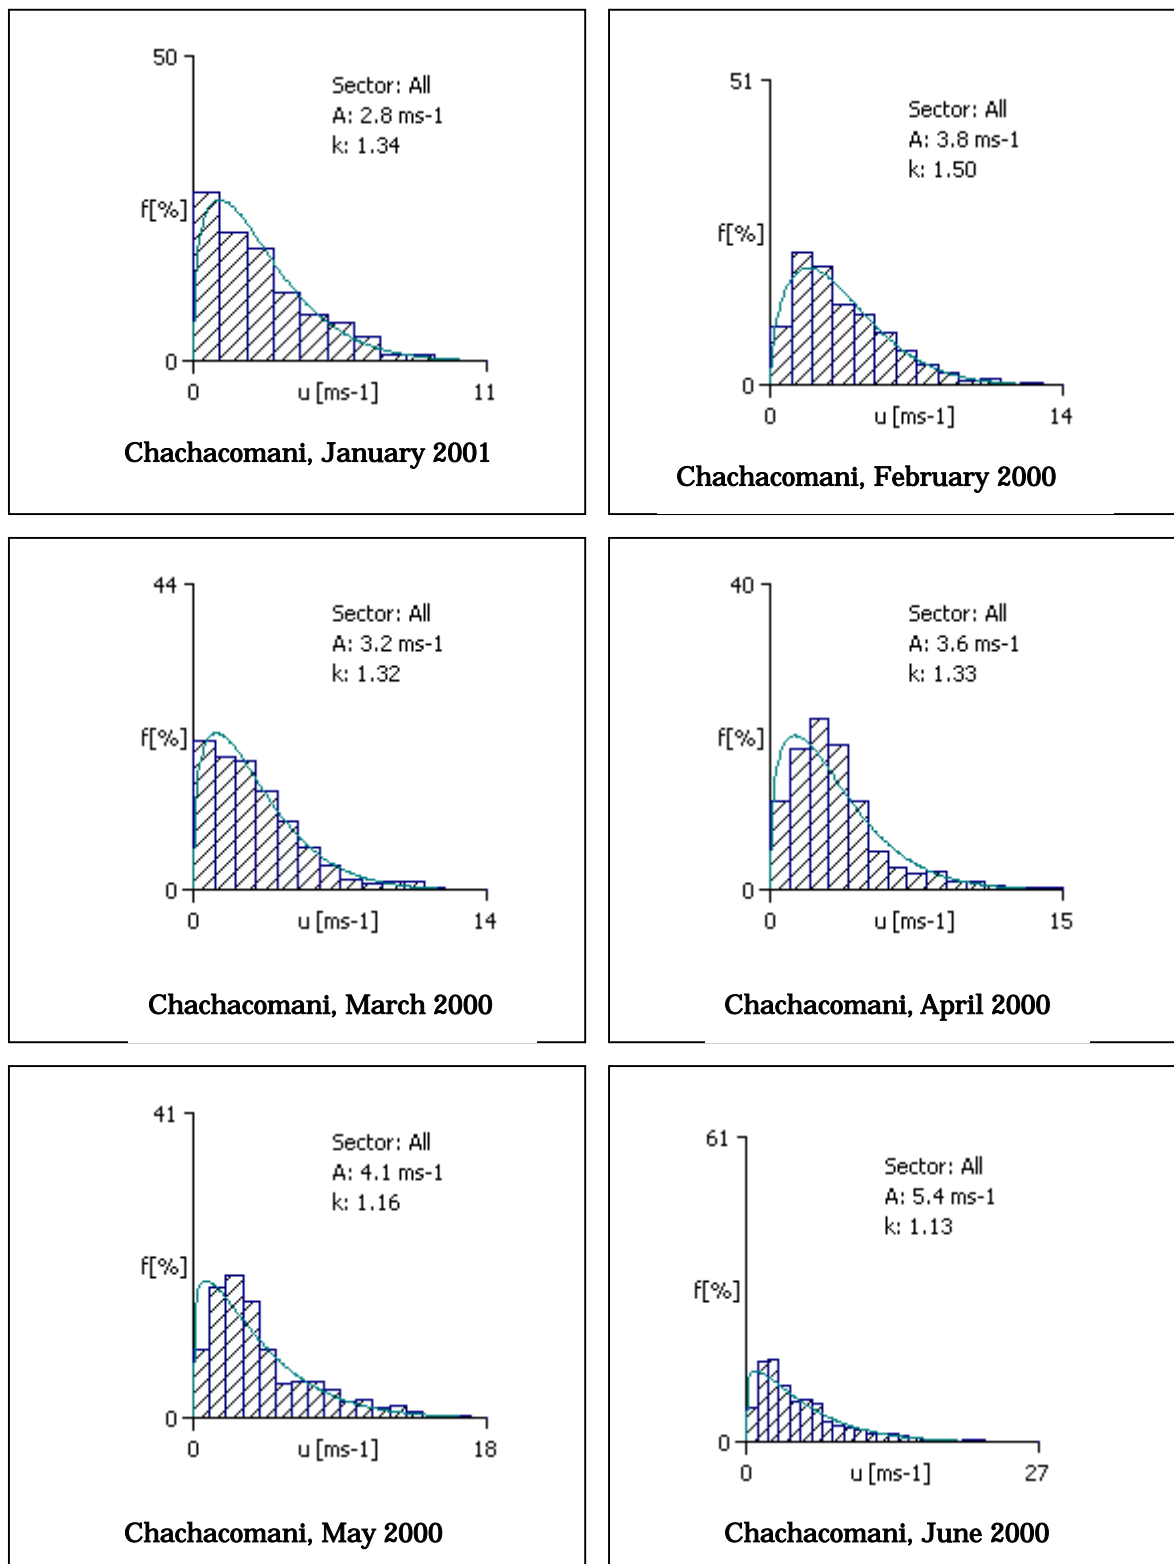 50
Sector: All
A: 2.8 ms-1
k: 1.34
f[%]
0
0
u [ms-1]
11
Chachacomani, January 2001
51
Sector: All
A: 3.8 ms-1
k: 1.50
f[%]
0
0
u [ms-1]
14
Chachacomani, February 2000
44
Sector: All
A: 3.2 ms-1
k: 1.32
f[%]
0
0
u [ms-1]
14
Chachacomani, March 2000
40
Sector: All
A: 3.6 ms-1
k: 1.33
f[%]
0
0
u [ms-1]
15
Chachacomani, April 2000
41
Sector: All
A: 4.1 ms-1
k: 1.16
f[%]
0
0
u [ms-1]
18
Chachacomani, May 2000
61
Sector: All
A: 5.4 ms-1
k: 1.13
f[%]
0
0
u [ms-1]
27
Chachacomani, June 2000